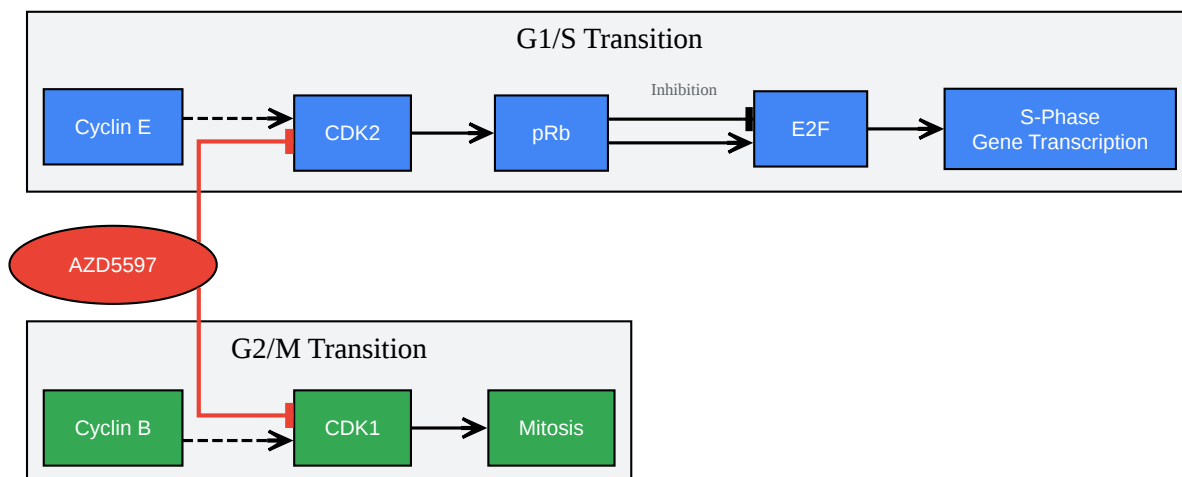 G1/S Transition
Inhibition
Cyclin E
CDK2
pRb
E2F
S-Phase
Gene Transcription
AZD5597
G2/M Transition
Cyclin B
CDK1
Mitosis